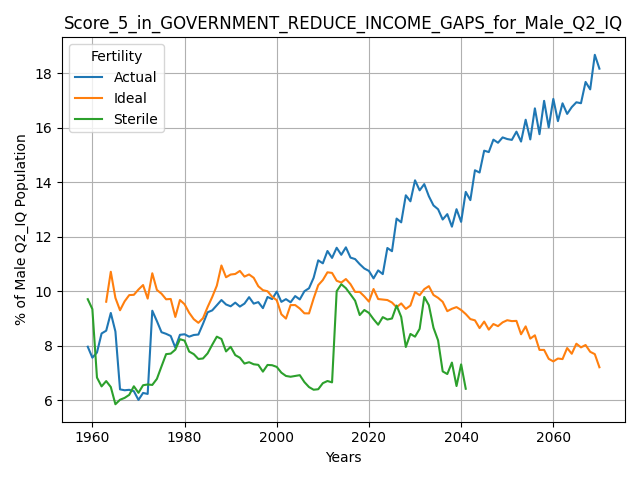 Score_5_in_GOVERNMENT_REDUCE_INCOME_GAPS_for_Male_Q2_IQ
Fertility
Actual
Ideal
Sterile
% of Male Q2_IQ Population
18
16
14
12
10
8
6
1960
1980
2000
2020
2040
2060
Years